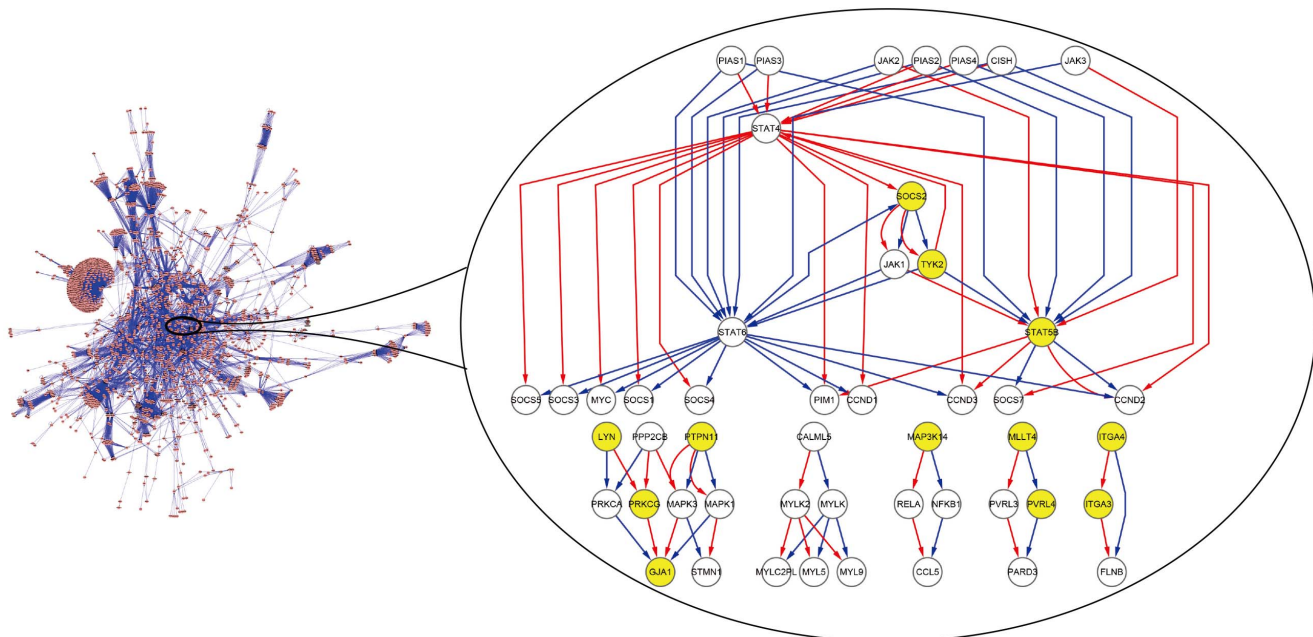 PIAS1 PIAS3 JAK2 PIAS2 PIAS4 CISH JAK3
STAT4
SOCS2
JAK1 TYK2
STAT6 STAT5B
SOCS5 SOCS3 MYC SOCS1 SOCS4 PIM1 CCND1 CCND3 SOCS7 CCND2
LYN PPP2CB PTPN11 CALML5 MAP3K14 MLLT4 ITGA4
PRKCA PRKCG MAPK3 MAPK1 MYLK2 MYLK RELA NFKB1 PVRL3 PVRL4 ITGA3
GJA1 STMN1 MYLC2PL MYL5 MYL9 CCL5 PARD3 FLNB